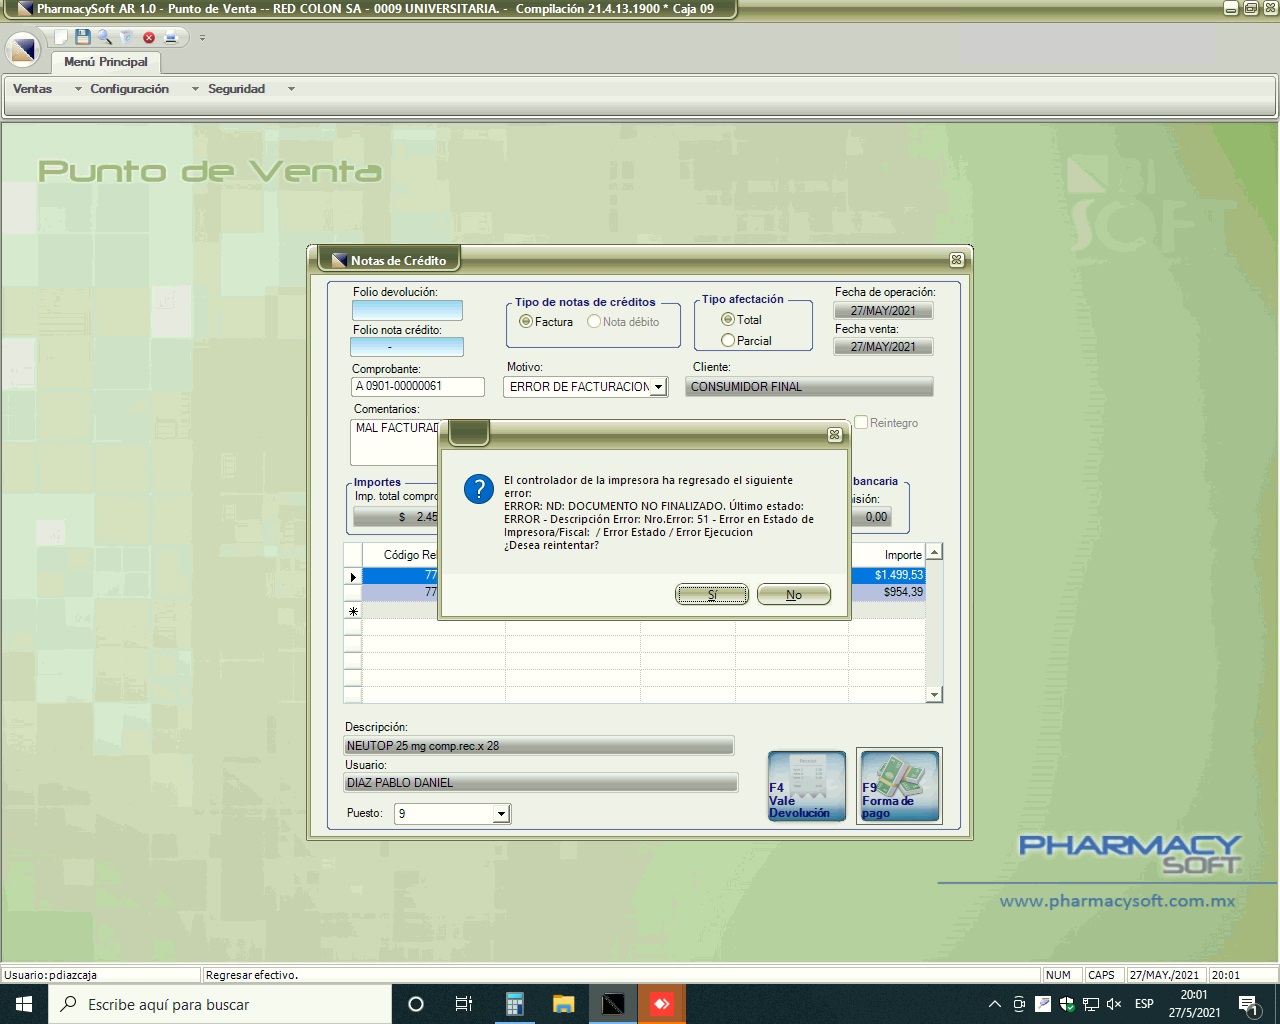 PharmacySoft AR 1.0 - Punto de Venta -- RED COLON SA - 0009 UNIVERSITARIA. - Compilación 21.4.13.1900 * Caja 09
Menú Principal
Ventas Configuración Seguridad
Punto de Venta
Notas de Crédito
Folio devolución:
Folio nota crédito:
-
Tipo de notas de créditos
Factura Nota débito
Tipo afectación
Total
Parcial
Fecha de operación:
27/MAY/2021
Fecha venta:
27/MAY/2021
Comprobante:
A 0901-00000061
Motivo:
ERROR DE FACTURACION
Cliente:
CONSUMIDOR FINAL
Comentarios:
MAL FACTURAD
Reintegro
Importes
Imp. total compro
$ 2.45
bancaria
isión:
0,00
El controlador de la impresora ha regresado el siguiente
error:
ERROR: ND: DOCUMENTO NO FINALIZADO. Último estado:
ERROR - Descripción Error: Nro.Error: 51 - Error en Estado de
Impresora/Fiscal: / Error Estado / Error Ejecucion
¿Desea reintentar?
Sí No
Código Rel Importe
77 $1.499,53
77 $954,39
Descripción:
NEUTOP 25 mg comp.rec.x 28
Usuario:
DIAZ PABLO DANIEL
Puesto: 9
F4
Vale
Devolución
F9
Forma de
pago
PHARMACY
SOFT
www.pharmacysoft.com.mx
Usuario:pdiazcaja Regresar efectivo. NUM CAPS 27/MAY./2021 20:01
Escribe aquí para buscar
ESP
20:01
27/5/2021
1